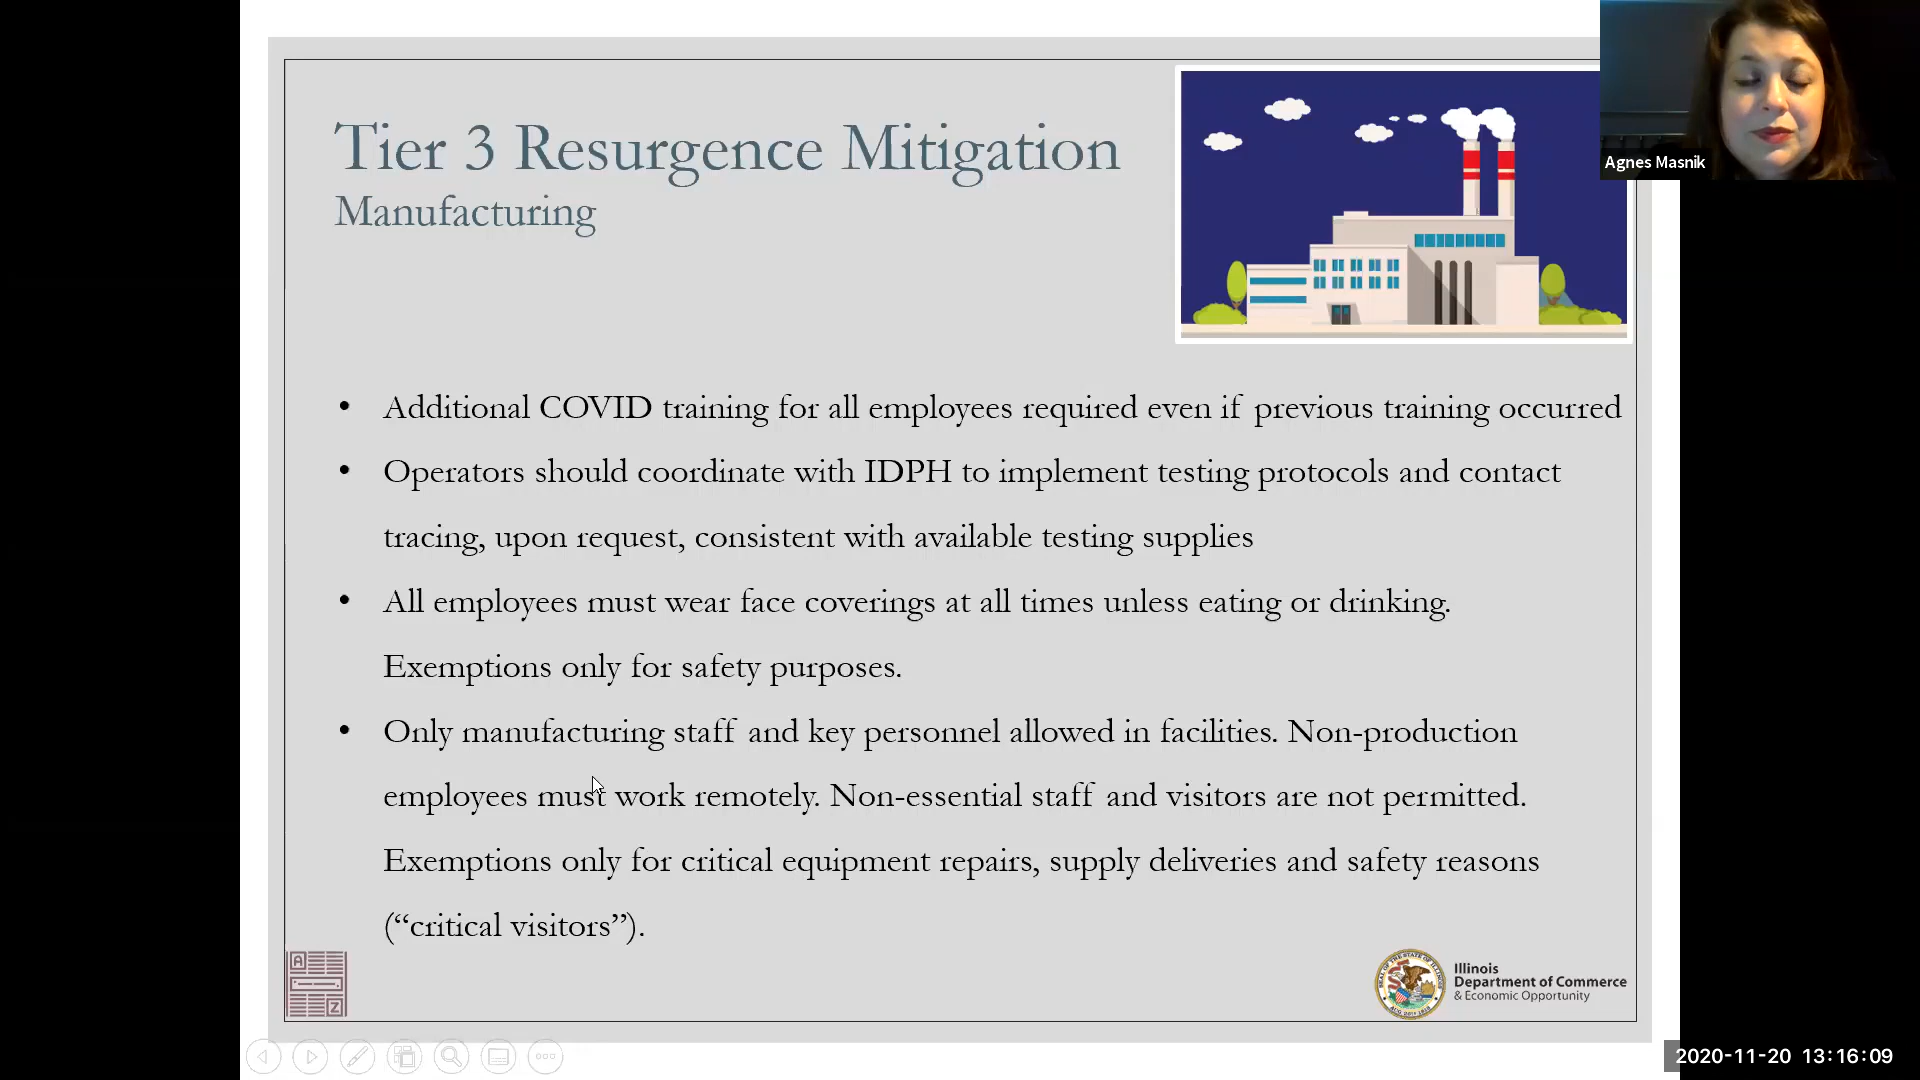 Tier 3 Resurgence Mitigation
Manufacturing
Agnes Masnik
• Additional COVID training for all employees required even if previous training occurred
• Operators should coordinate with IDPH to implement testing protocols and contact
tracing, upon request, consistent with available testing supplies
• All employees must wear face coverings at all times unless eating or drinking.
Exemptions only for safety purposes.
• Only manufacturing staff and key personnel allowed in facilities. Non-production
employees must work remotely. Non-essential staff and visitors are not permitted.
Exemptions only for critical equipment repairs, supply deliveries and safety reasons
(“critical visitors”).
A
Z
Illinois
Department of Commerce
& Economic Opportunity
2020-11-20 13:16:09